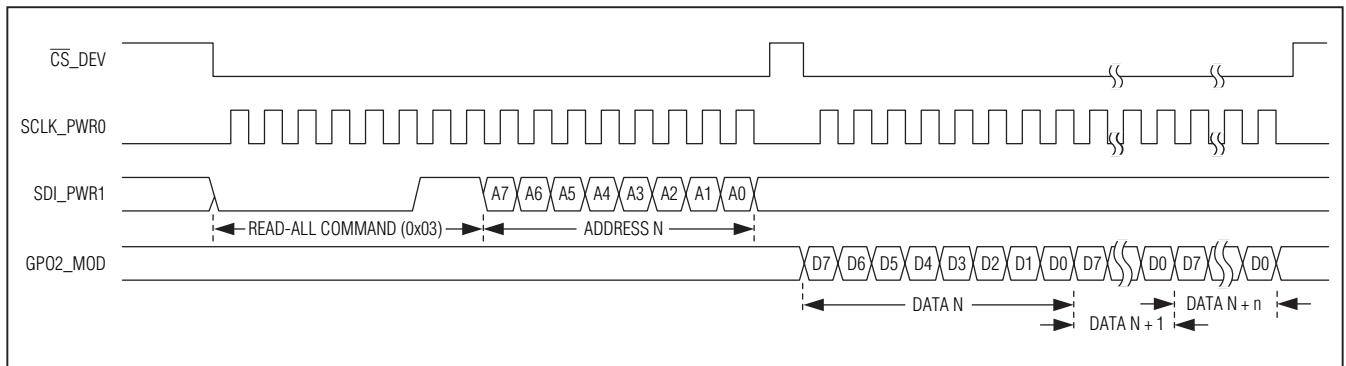 CS_DEV
SCLK_PWR0
SDI_PWR1
A7 A6 A5 A4 A3 A2 A1 A0
READ-ALL COMMAND (0x03) ADDRESS N
GPO2_MOD
D7 D6 D5 D4 D3 D2 D1 D0 D7 D0 D7 D0
DATA N DATA N + n
DATA N + 1